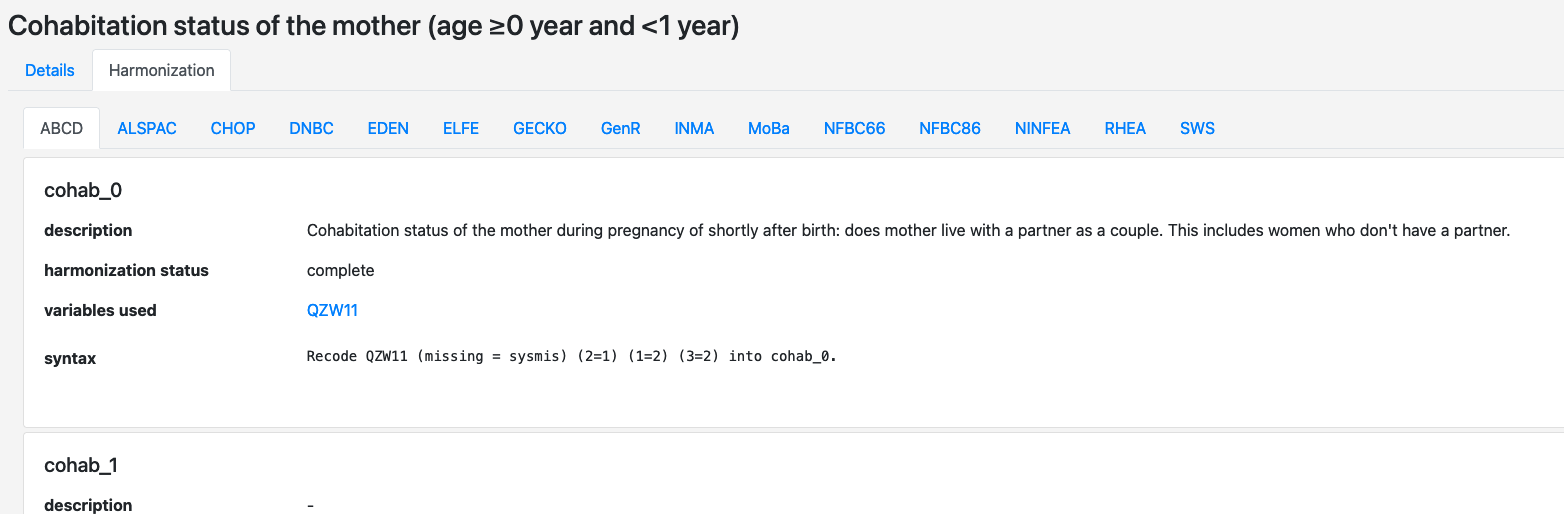 Cohabitation status of the mother (age ≥0 year and <1 year)
Details Harmonization
ABCD ALSPAC CHOP DNBC EDEN ELFE GECKO GenR INMA MoBa NFBC66 NFBC86 NINFEA RHEA SWS
cohab_0
description Cohabitation status of the mother during pregnancy of shortly after birth: does mother live with a partner as a couple. This includes women who don't have a partner.
harmonization status complete
variables used QZW11
syntax Recode QZW11 (missing = sysmis) (2=1) (1=2) (3=2) into cohab_0.
cohab_1
description -